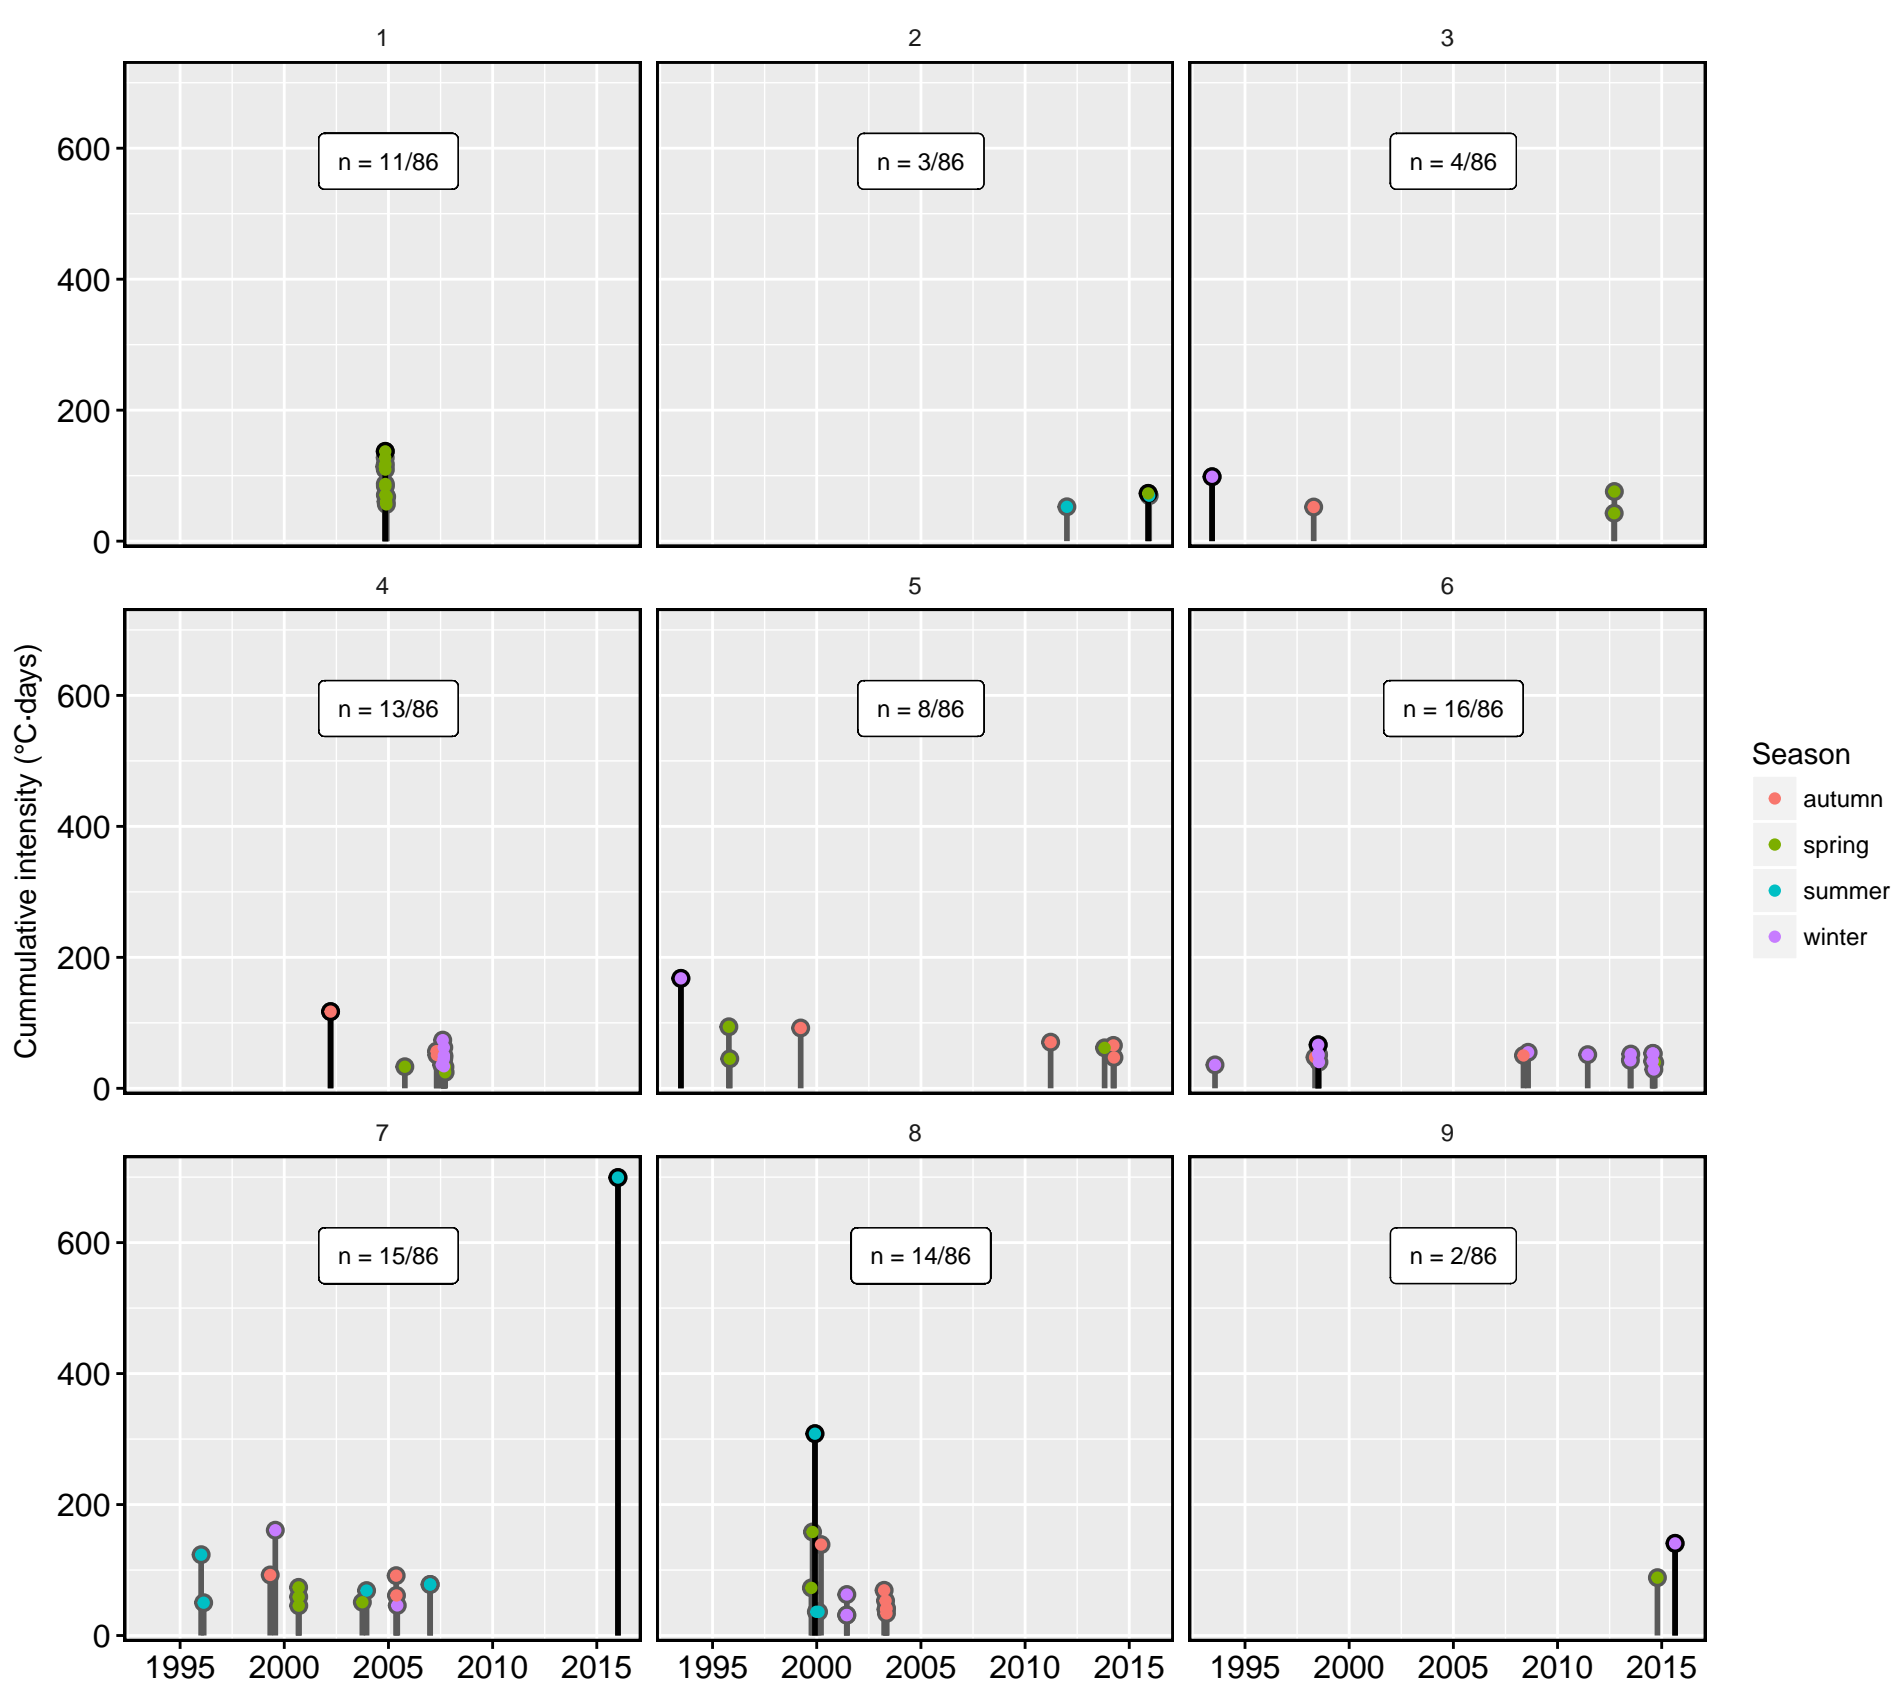 1 2 3
600
n = 11/86 n = 3/86 n = 4/86
400
200
0
4 5 6
600
n = 13/86 n = 8/86 n = 16/86
400
200
0
7 8 9
600
n = 15/86 n = 14/86 n = 2/86
400
200
0
1995 2000 2005 2010 2015 1995 2000 2005 2010 2015 1995 2000 2005 2010 2015
Cummulative intensity (°C·days)
Season
autumn
spring
summer
winter